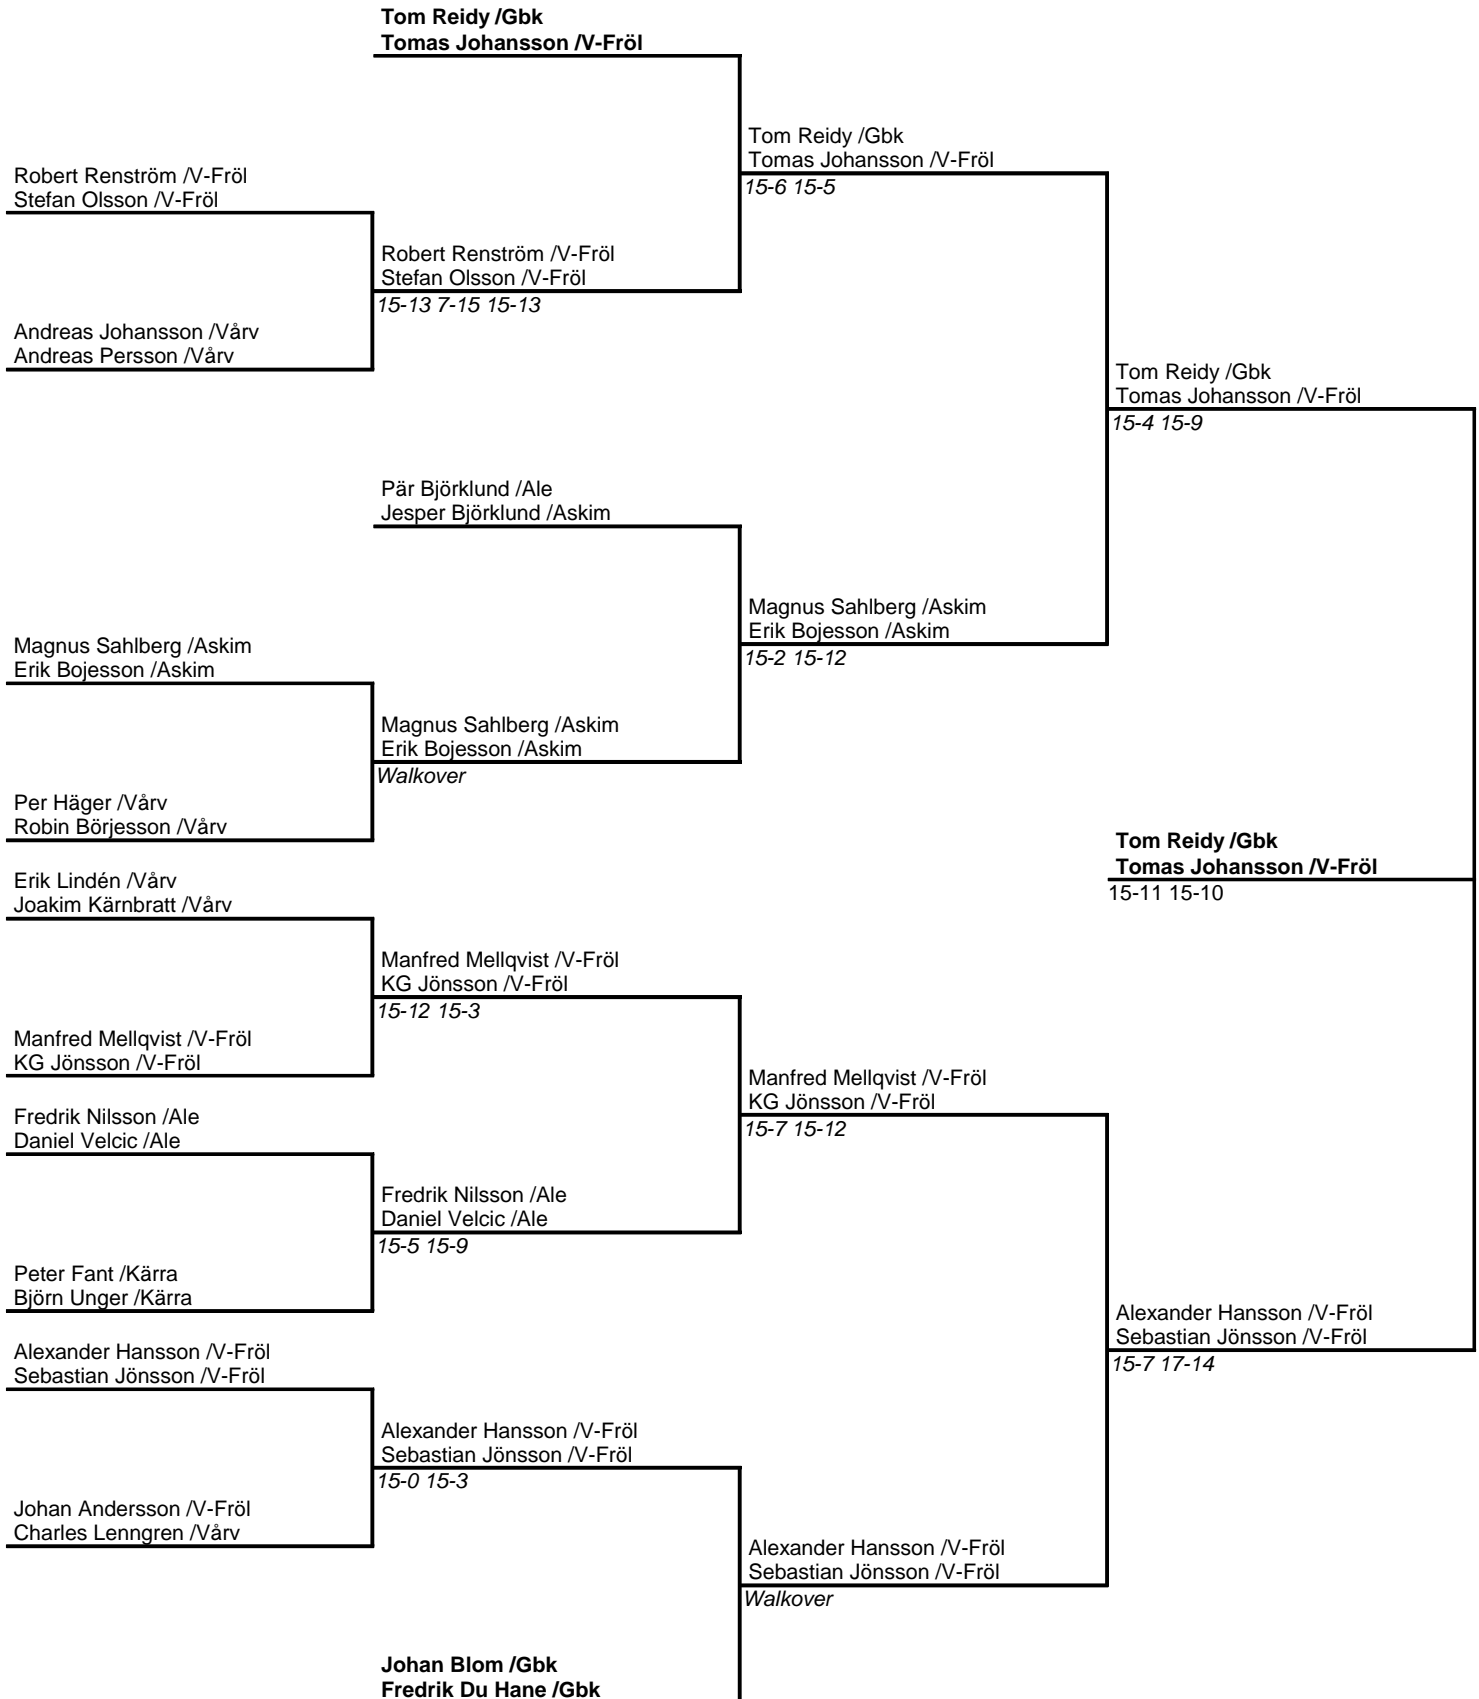 Tom Reidy /Gbk
Tomas Johansson /V-Fröl
Tom Reidy /Gbk
Tomas Johansson /V-Fröl
15-6 15-5
Robert Renström /V-Fröl
Stefan Olsson /V-Fröl
Robert Renström /V-Fröl
Stefan Olsson /V-Fröl
15-13 7-15 15-13
Andreas Johansson /Vårv
Andreas Persson /Vårv
Tom Reidy /Gbk
Tomas Johansson /V-Fröl
15-4 15-9
Pär Björklund /Ale
Jesper Björklund /Askim
Magnus Sahlberg /Askim
Erik Bojesson /Askim
15-2 15-12
Magnus Sahlberg /Askim
Erik Bojesson /Askim
Magnus Sahlberg /Askim
Erik Bojesson /Askim
Walkover
Per Häger /Vårv
Robin Börjesson /Vårv
Tom Reidy /Gbk
Tomas Johansson /V-Fröl
15-11 15-10
Erik Lindén /Vårv
Joakim Kärnbratt /Vårv
Manfred Mellqvist /V-Fröl
KG Jönsson /V-Fröl
15-12 15-3
Manfred Mellqvist /V-Fröl
KG Jönsson /V-Fröl
Manfred Mellqvist /V-Fröl
KG Jönsson /V-Fröl
15-7 15-12
Fredrik Nilsson /Ale
Daniel Velcic /Ale
Fredrik Nilsson /Ale
Daniel Velcic /Ale
15-5 15-9
Peter Fant /Kärra
Björn Unger /Kärra
Alexander Hansson /V-Fröl
Sebastian Jönsson /V-Fröl
15-7 17-14
Alexander Hansson /V-Fröl
Sebastian Jönsson /V-Fröl
Alexander Hansson /V-Fröl
Sebastian Jönsson /V-Fröl
15-0 15-3
Johan Andersson /V-Fröl
Charles Lenngren /Vårv
Alexander Hansson /V-Fröl
Sebastian Jönsson /V-Fröl
Walkover
Johan Blom /Gbk
Fredrik Du Hane /Gbk